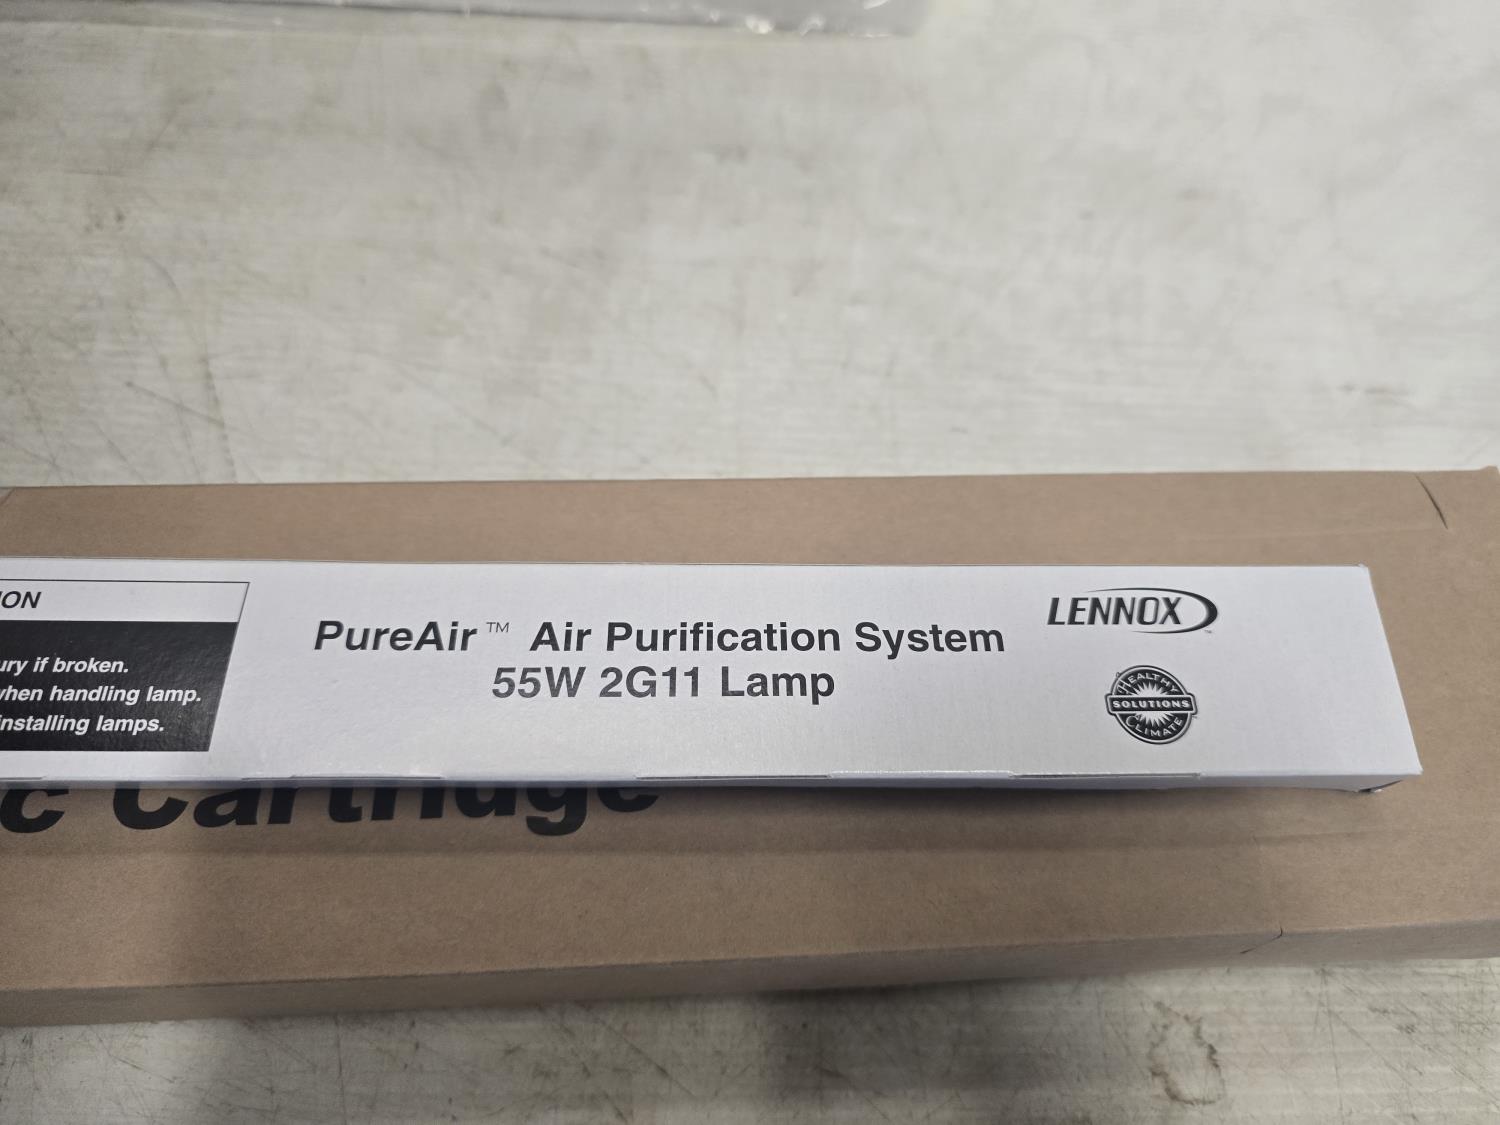 ION
ury if broken.
when handling lamp.
installing lamps.
PureAir™ Air Purification System
55W 2G11 Lamp
LENNOX
HEALTHY
SOLUTIONS
CLIMATE
c Cartridge